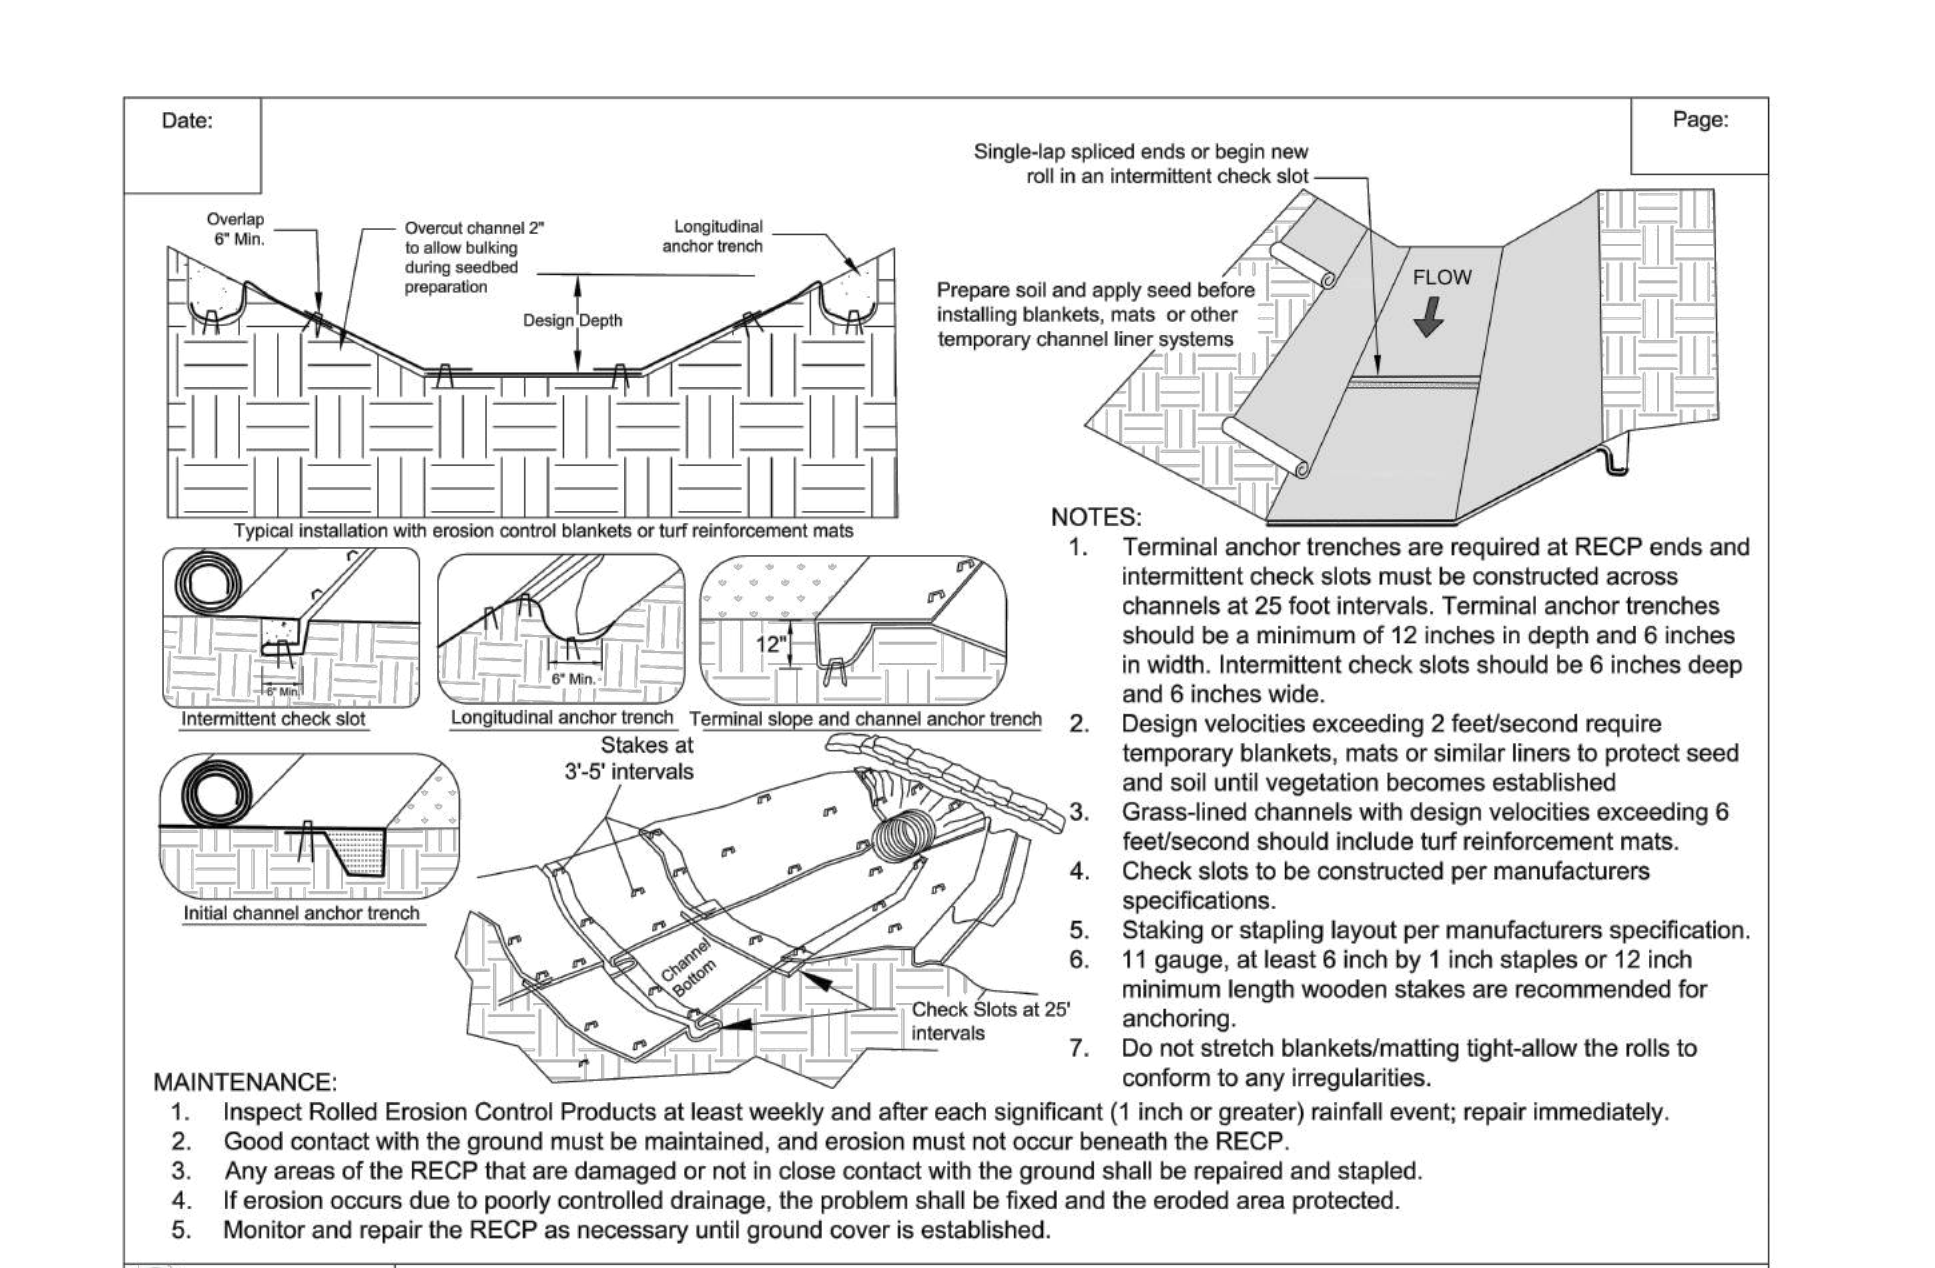 Date:
Page:
Single-lap spliced ends or begin new
roll in an intermittent check slot
Overlap
6" Min.
Overcut channel 2"
to allow bulking
during seedbed
preparation
Longitudinal
anchor trench
Design Depth
FLOW
Prepare soil and apply seed before
installing blankets, mats or other
temporary channel liner systems
Typical installation with erosion control blankets or turf reinforcement mats
6" Min.
Intermittent check slot
6" Min.
Longitudinal anchor trench
12"
Terminal slope and channel anchor trench
Initial channel anchor trench
Stakes at
3'-5' intervals
Channel
Bottom
Check Slots at 25'
intervals
NOTES:
1. Terminal anchor trenches are required at RECP ends and
intermittent check slots must be constructed across
channels at 25 foot intervals. Terminal anchor trenches
should be a minimum of 12 inches in depth and 6 inches
in width. Intermittent check slots should be 6 inches deep
and 6 inches wide.
2. Design velocities exceeding 2 feet/second require
temporary blankets, mats or similar liners to protect seed
and soil until vegetation becomes established
3. Grass-lined channels with design velocities exceeding 6
feet/second should include turf reinforcement mats.
4. Check slots to be constructed per manufacturers
specifications.
5. Staking or stapling layout per manufacturers specification.
6. 11 gauge, at least 6 inch by 1 inch staples or 12 inch
minimum length wooden stakes are recommended for
anchoring.
7. Do not stretch blankets/matting tight-allow the rolls to
conform to any irregularities.
MAINTENANCE:
1. Inspect Rolled Erosion Control Products at least weekly and after each significant (1 inch or greater) rainfall event; repair immediately.
2. Good contact with the ground must be maintained, and erosion must not occur beneath the RECP.
3. Any areas of the RECP that are damaged or not in close contact with the ground shall be repaired and stapled.
4. If erosion occurs due to poorly controlled drainage, the problem shall be fixed and the eroded area protected.
5. Monitor and repair the RECP as necessary until ground cover is established.